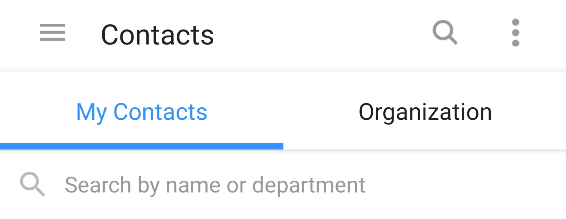 Contacts
My Contacts Organization
Search by name or department